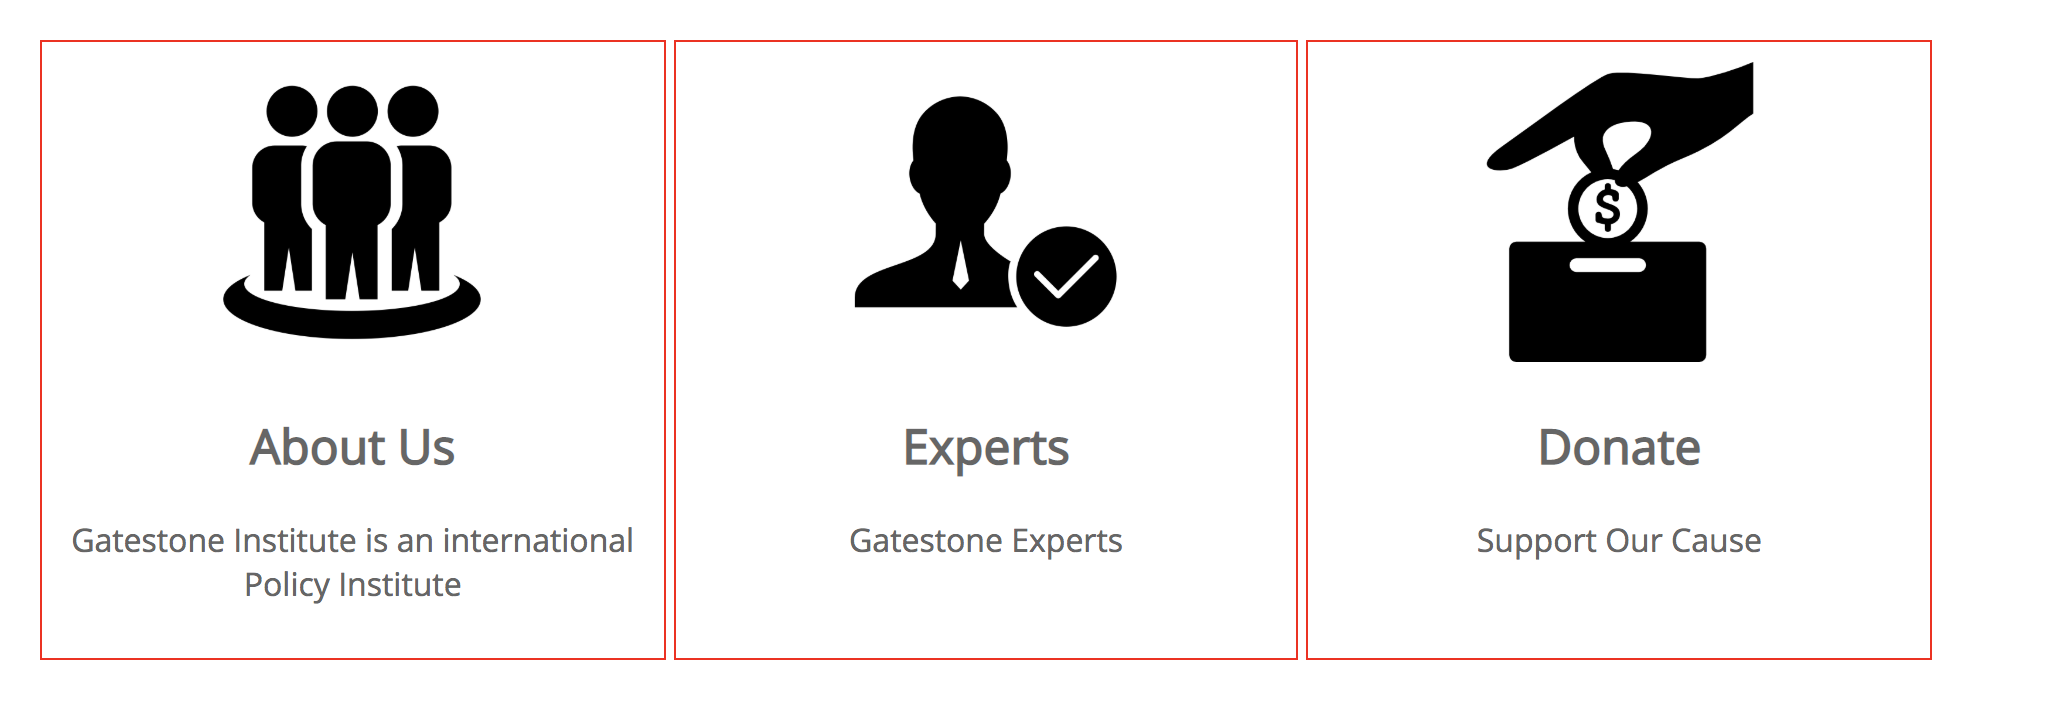 $
About Us
Gatestone Institute is an international
Policy Institute
Experts
Gatestone Experts
Donate
Support Our Cause